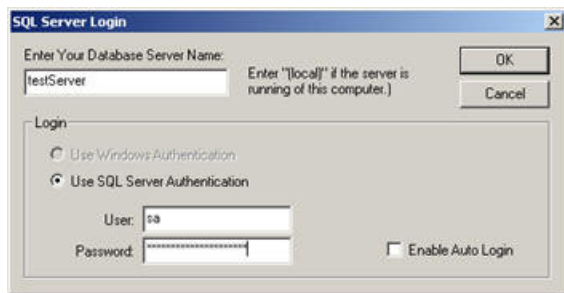 SQL Server Login
Enter Your Database Server Name:
testServer
Enter "(local)" if the server is
running of this computer.)
OK
Cancel
Login
Use Windows Authentication
Use SQL Server Authentication
User: sa
Password: ********************
Enable Auto Login